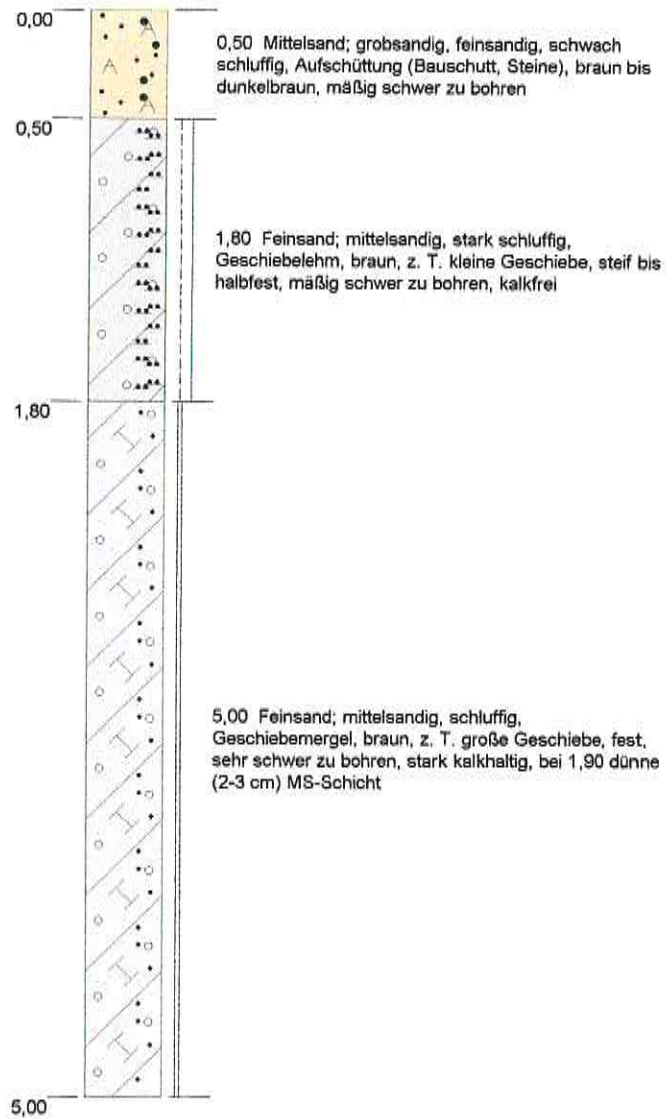 0,00
0,50 Mittelsand; grobsandig, feinsandig, schwach
schluffig, Aufschüttung (Bauschutt, Steine), braun bis
dunkelbraun, mäßig schwer zu bohren
A
A
A
0,50
1,80 Feinsand; mittelsandig, stark schluffig,
Geschiebelehm, braun, z. T. kleine Geschiebe, steif bis
halbfest, mäßig schwer zu bohren, kalkfrei
1,80
5,00 Feinsand; mittelsandig, schluffig,
Geschiebemergel, braun, z. T. große Geschiebe, fest,
sehr schwer zu bohren, stark kalkhaltig, bei 1,90 dünne
(2-3 cm) MS-Schicht
5,00